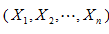 (X₁, X₂, ⋯, Xₙ)